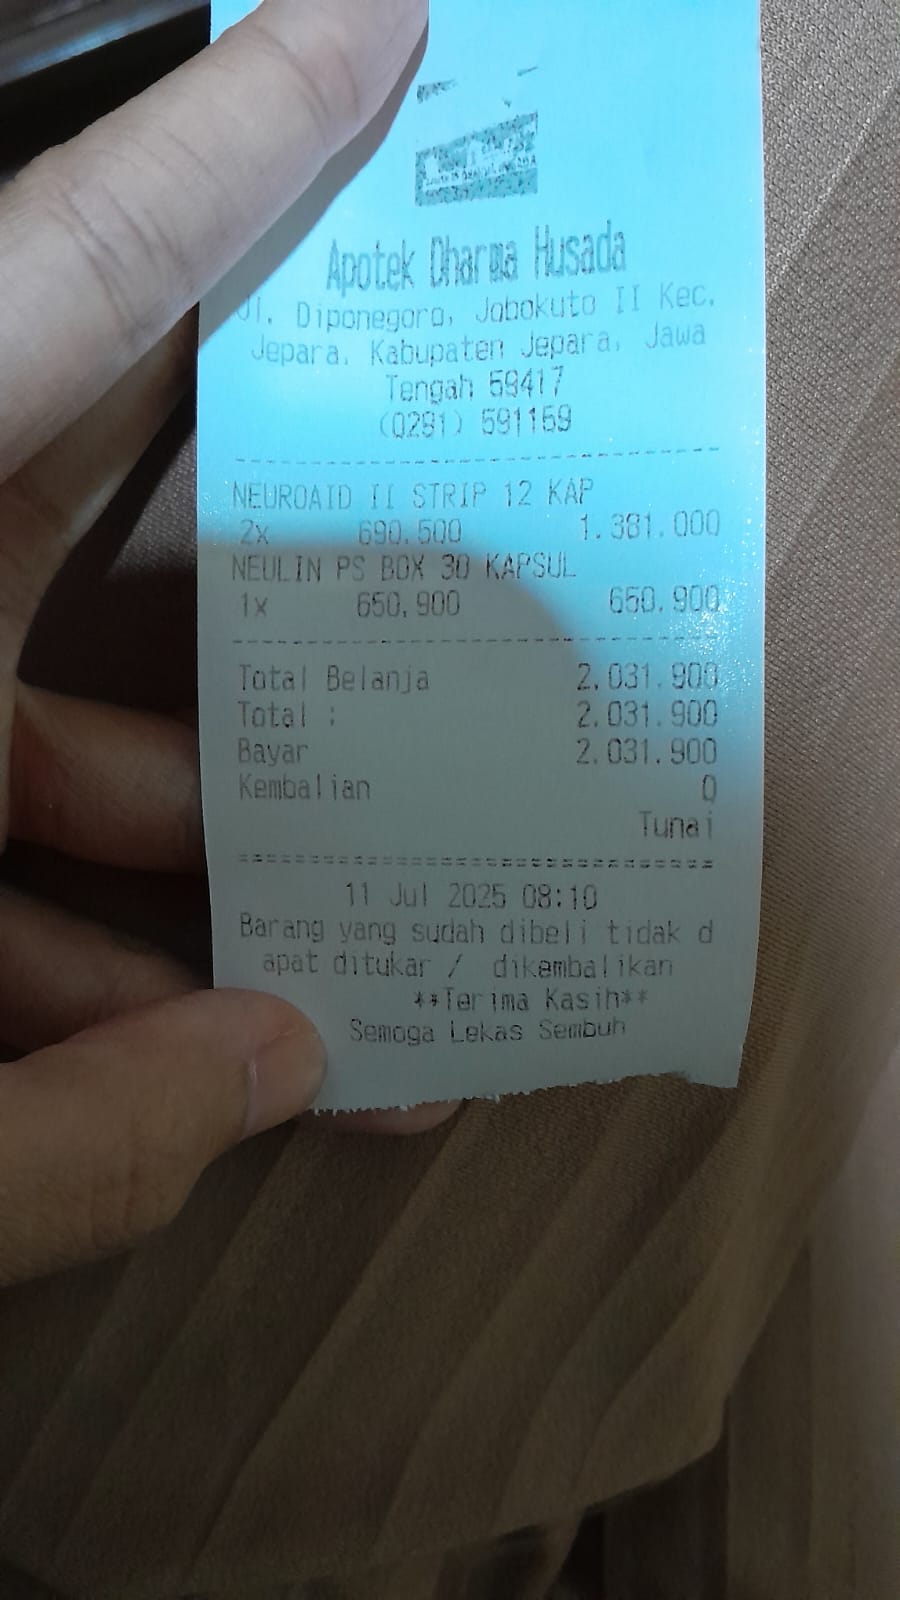 Apotek Dharma Husada
Jl. Diponegoro, Jobokuto II Kec.
Jepara, Kabupaten Jepara, Jawa
Tengah 59417
(0291) 591159
NEUROAID II STRIP 12 KAP
2x 690.500 1.381.000
NEULIN PS BOX 30 KAPSUL
1x 650.900 650.900
Total Belanja 2.031.900
Total : 2.031.900
Bayar 2.031.900
Kembalian 0
Tunai
11 Jul 2025 08:10
Barang yang sudah dibeli tidak d
apat ditukar / dikembalikan
**Terima Kasih**
Semoga Lekas Sembuh